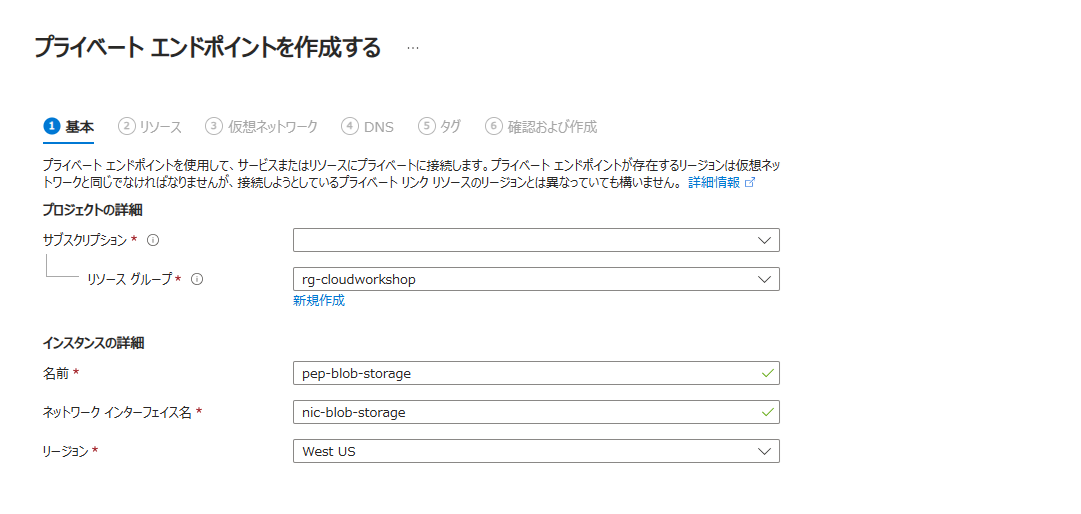 プライベート エンドポイントを作成する ...
1 基本 2 リソース 3 仮想ネットワーク 4 DNS 5 タグ 6 確認および作成
プライベート エンドポイントを使用して、サービスまたはリソースにプライベートに接続します。プライベート エンドポイントが存在するリージョンは仮想ネッ
トワークと同じでなければなりませんが、接続しようとしているプライベート リンク リソースのリージョンとは異なっていても構いません。 詳細情報
プロジェクトの詳細
サブスクリプション *
リソース グループ * rg-cloudworkshop
新規作成
インスタンスの詳細
名前 * pep-blob-storage
ネットワーク インターフェイス名 * nic-blob-storage
リージョン * West US